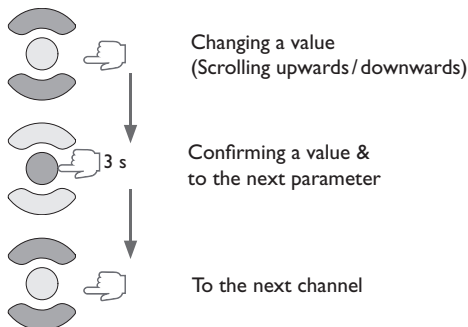 Changing a value
(Scrolling upwards/downwards)
3 s
Confirming a value &
to the next parameter
To the next channel